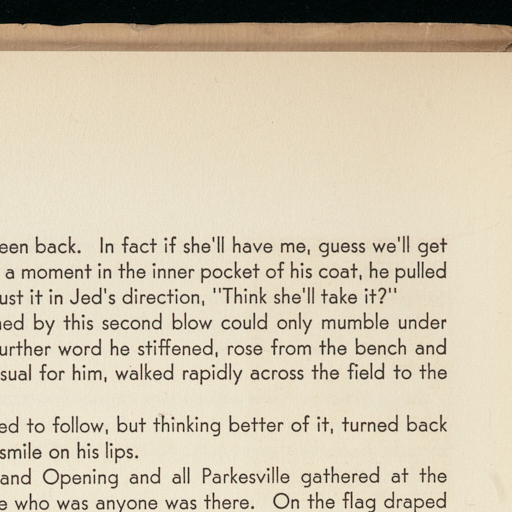 een back. In fact if she'll have me, guess we'll get
a moment in the inner pocket of his coat, he pulled
ust it in Jed's direction, "Think she'll take it?"
ned by this second blow could only mumble under
urther word he stiffened, rose from the bench and
sual for him, walked rapidly across the field to the
ed to follow, but thinking better of it, turned back
smile on his lips.
and Opening and all Parkesville gathered at the
e who was anyone was there. On the flag draped